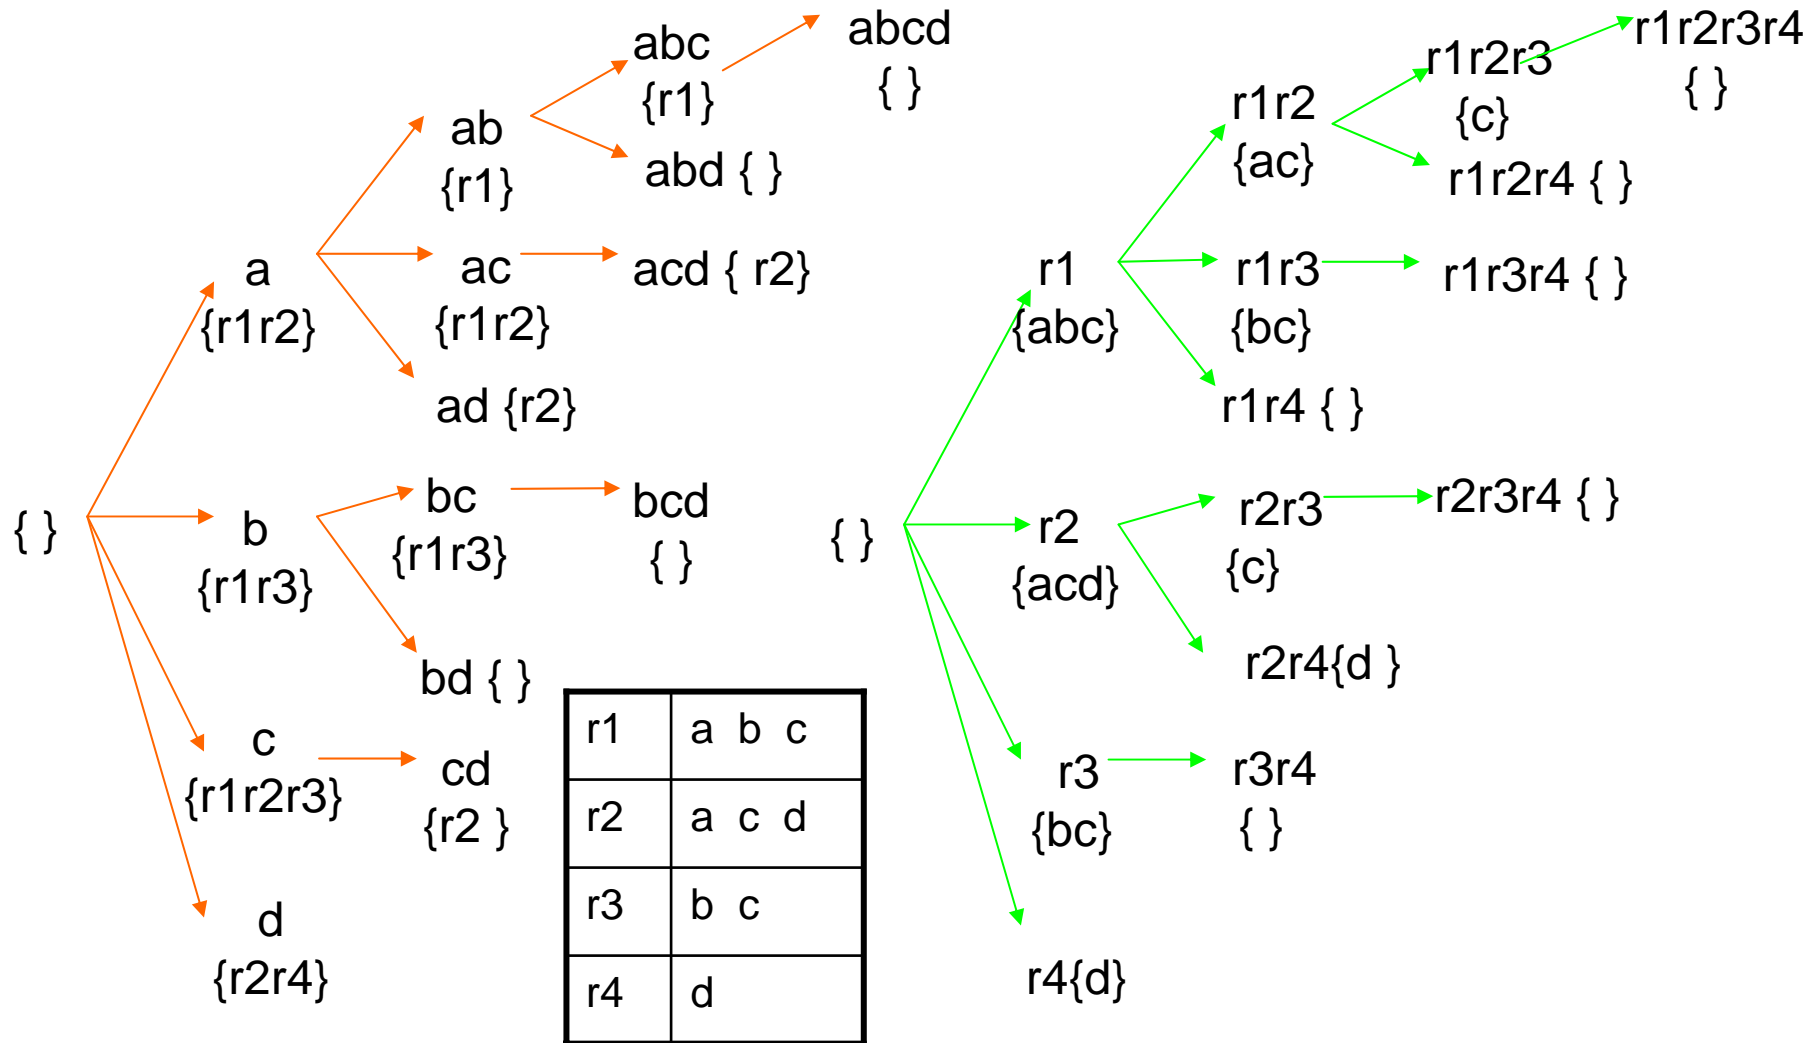 abc
{r1}
abcd
{ }
ab
{r1}
abd { }
a
{r1r2}
ac
{r1r2}
acd { r2}
ad {r2}
{ }
b
{r1r3}
bc
{r1r3}
bcd
{ }
bd { }
c
{r1r2r3}
cd
{r2 }
d
{r2r4}
r1 a b c
r2 a c d
r3 b c
r4 d
r1r2r3
{c}
r1r2r3r4
{ }
r1r2
{ac}
r1r2r4 { }
r1
{abc}
r1r3
{bc}
r1r3r4 { }
r1r4 { }
{ }
r2
{acd}
r2r3
{c}
r2r3r4 { }
r2r4{d }
r3
{bc}
r3r4
{ }
r4{d}